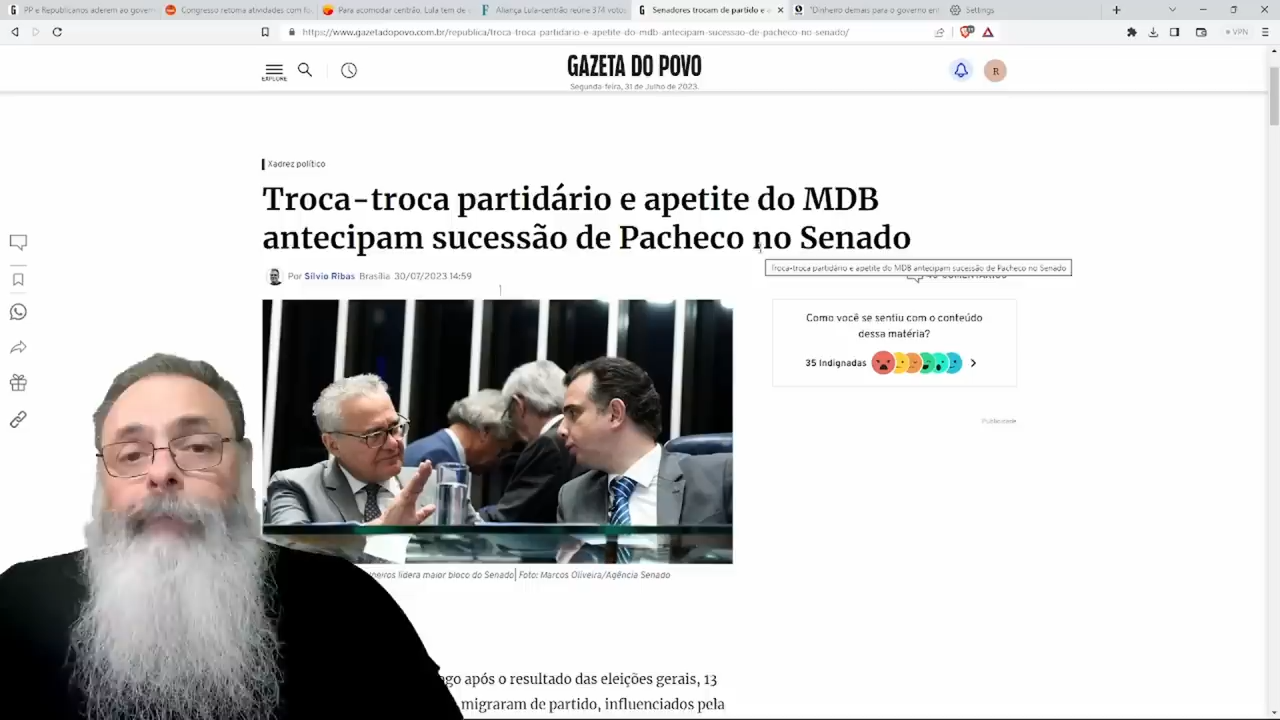 PP e Republicanos aderem ao govern
Congresso retoma atividades com fo
Para acomodar centrão, Lula tem de
Aliança Lula-centrão reúne 374 votos
Senadores trocam de partido e a
"Dinheiro demais para o governo em
Settings
https://www.gazetadopovo.com.br/republica/troca-troca-partidario-e-apetite-do-mdb-antecipam-sucessao-de-pacheco-no-senado/
VPN
EXPLORE
GAZETA DO POVO
Segunda-feira, 31 de Julho de 2023.
R
Xadrez político
Troca-troca partidário e apetite do MDB
antecipam sucessão de Pacheco no Senado
Por Sílvio Ribas Brasília 30/07/2023 14:59
Troca-troca partidário e apetite do MDB antecipam sucessão de Pacheco no Senado
Como você se sentiu com o conteúdo
dessa matéria?
35 Indignadas
Publicidade
lidera maior bloco do Senado| Foto: Marcos Oliveira/Agência Senado
após o resultado das eleições gerais, 13
migraram de partido, influenciados pela